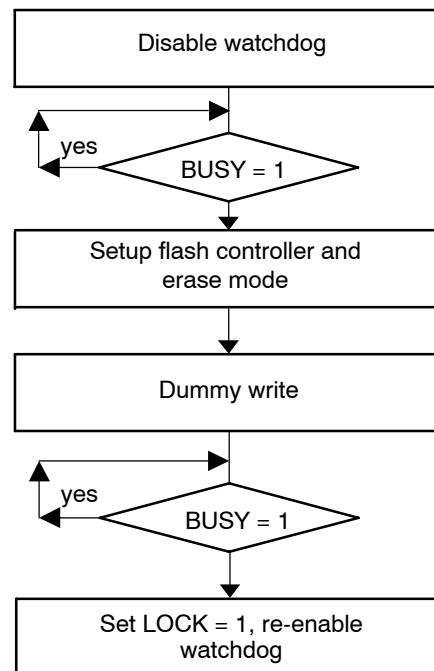 Disable watchdog
yes
BUSY = 1
Setup flash controller and
erase mode
Dummy write
yes
BUSY = 1
Set LOCK = 1, re-enable
watchdog